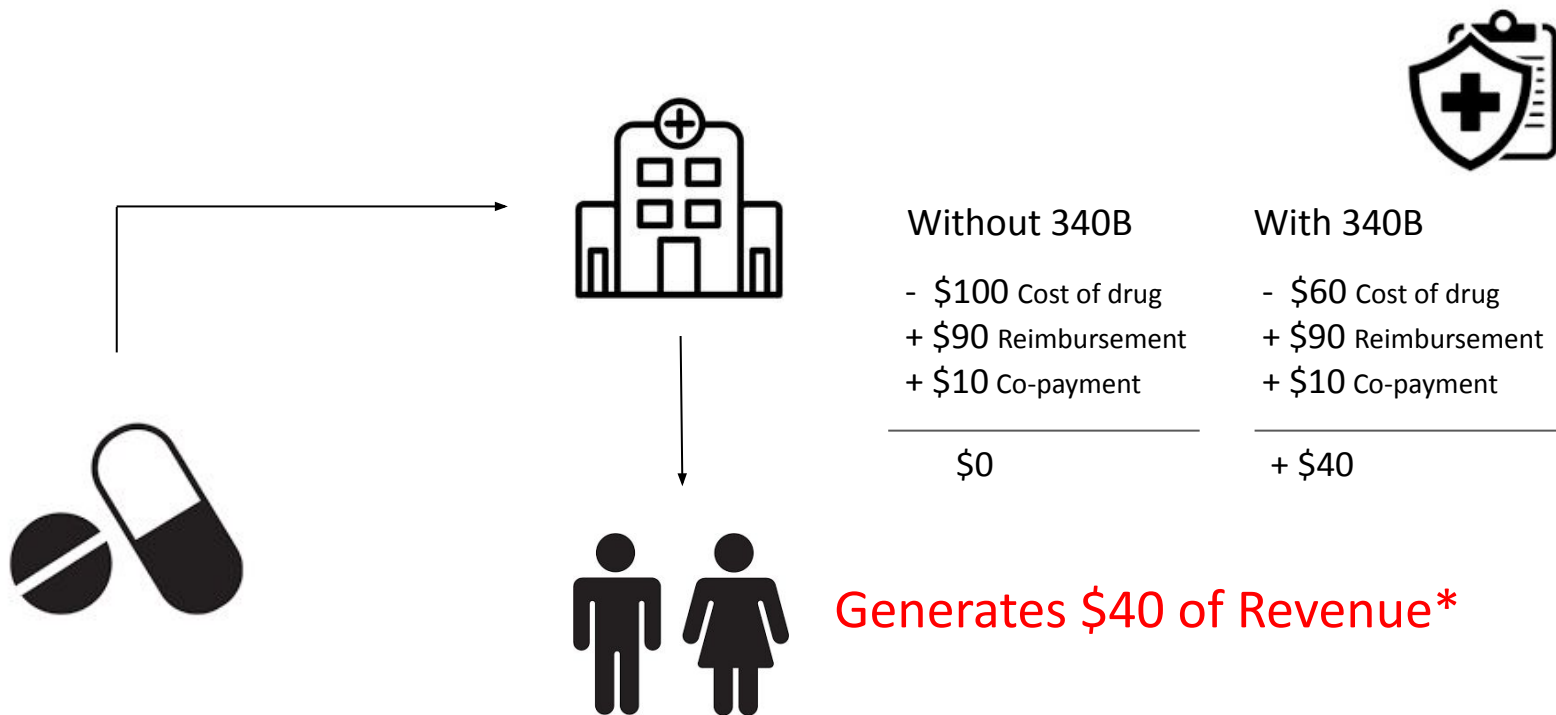 Without 340B
- $100 Cost of drug
+ $90 Reimbursement
+ $10 Co-payment
$0
With 340B
- $60 Cost of drug
+ $90 Reimbursement
+ $10 Co-payment
+ $40
Generates $40 of Revenue*